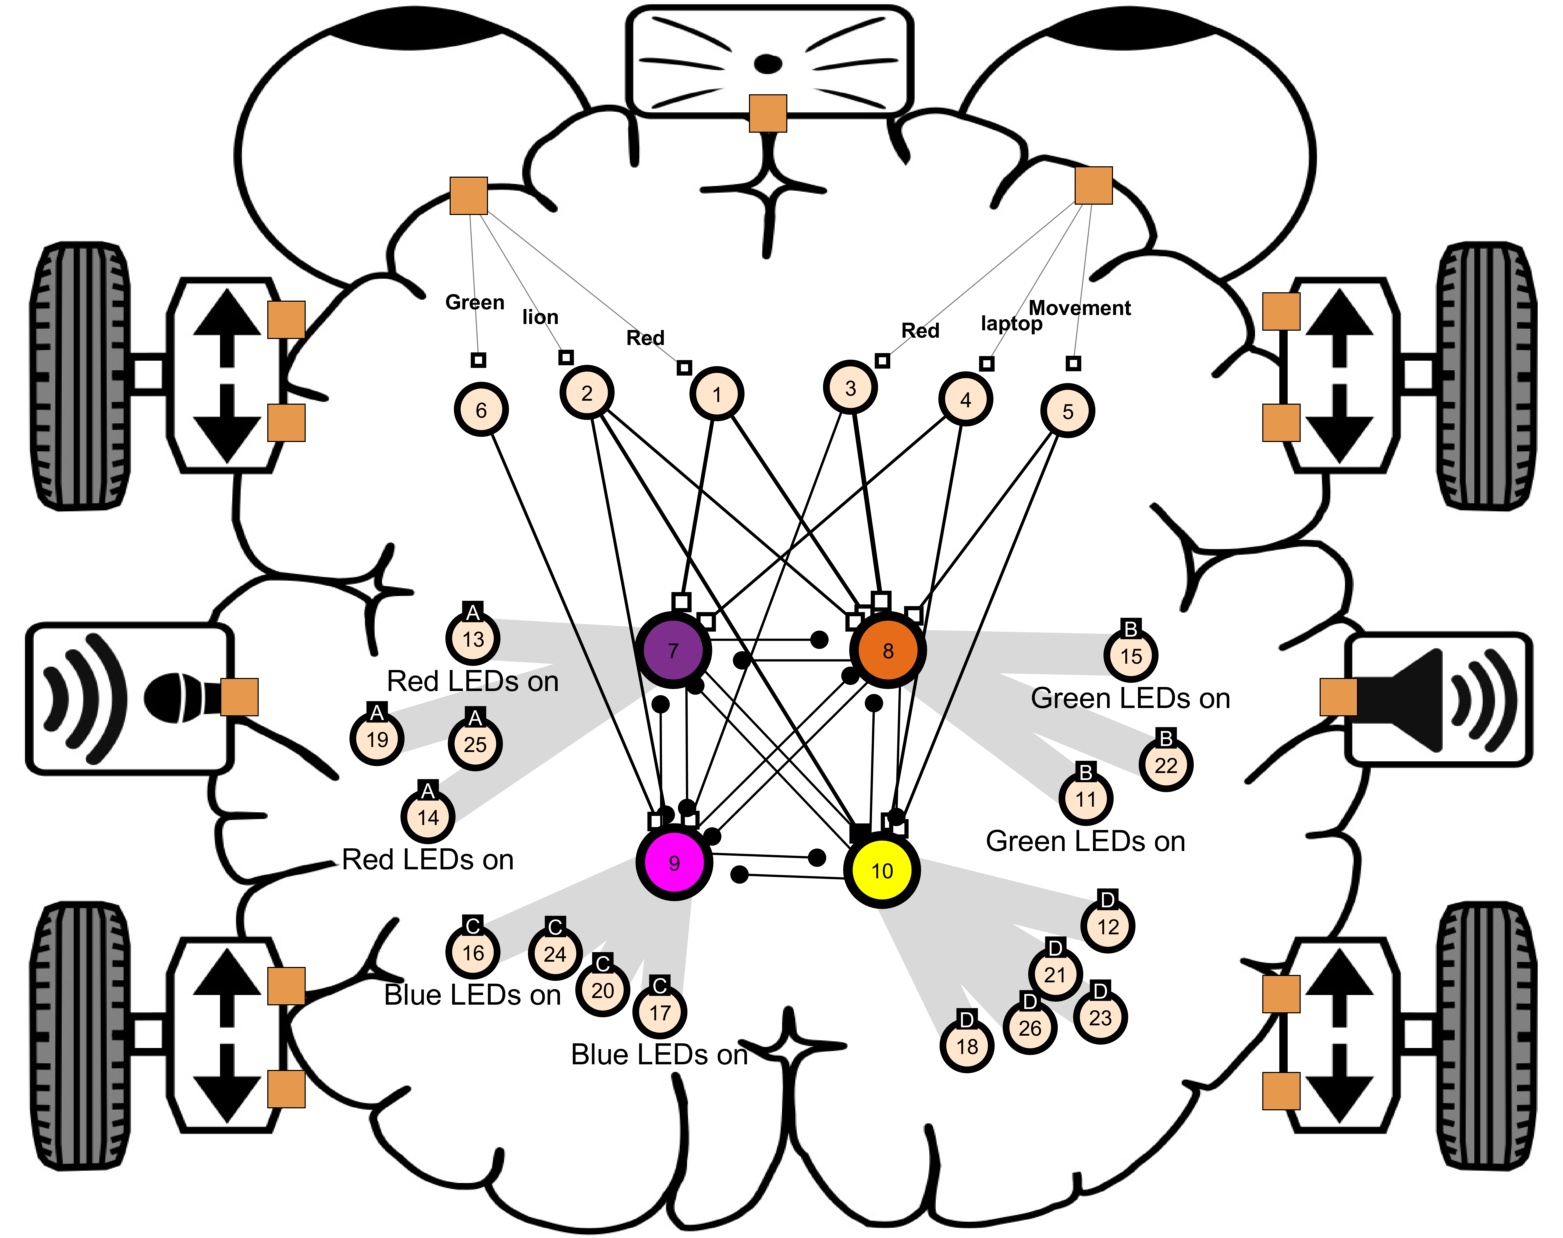 Green
lion
Red
Red
laptop
Movement
6
2
1
3
4
5
7
8
9
10
A
13
Red LEDs on
A
19
A
25
A
14
Red LEDs on
B
15
Green LEDs on
B
22
B
11
Green LEDs on
C
16
C
24
C
20
C
17
Blue LEDs on
Blue LEDs on
D
12
D
21
D
23
D
26
D
18